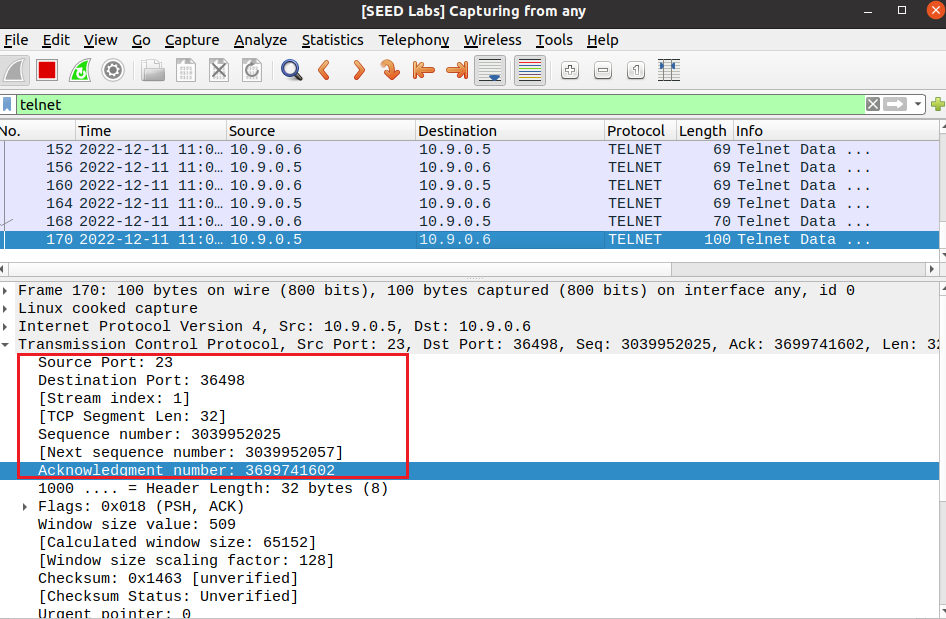 [SEED Labs] Capturing from any
File Edit View Go Capture Analyze Statistics Telephony Wireless Tools Help
telnet
No. Time Source Destination Protocol Length Info
152 2022-12-11 11:0… 10.9.0.6 10.9.0.5 TELNET 69 Telnet Data ...
156 2022-12-11 11:0… 10.9.0.5 10.9.0.6 TELNET 69 Telnet Data ...
160 2022-12-11 11:0… 10.9.0.6 10.9.0.5 TELNET 69 Telnet Data ...
164 2022-12-11 11:0… 10.9.0.5 10.9.0.6 TELNET 69 Telnet Data ...
168 2022-12-11 11:0… 10.9.0.6 10.9.0.5 TELNET 70 Telnet Data ...
170 2022-12-11 11:0… 10.9.0.5 10.9.0.6 TELNET 100 Telnet Data ...
Frame 170: 100 bytes on wire (800 bits), 100 bytes captured (800 bits) on interface any, id 0
Linux cooked capture
Internet Protocol Version 4, Src: 10.9.0.5, Dst: 10.9.0.6
Transmission Control Protocol, Src Port: 23, Dst Port: 36498, Seq: 3039952025, Ack: 3699741602, Len: 32
Source Port: 23
Destination Port: 36498
[Stream index: 1]
[TCP Segment Len: 32]
Sequence number: 3039952025
[Next sequence number: 3039952057]
Acknowledgment number: 3699741602
1000 .... = Header Length: 32 bytes (8)
Flags: 0x018 (PSH, ACK)
Window size value: 509
[Calculated window size: 65152]
[Window size scaling factor: 128]
Checksum: 0x1463 [unverified]
[Checksum Status: Unverified]
Urgent pointer: 0